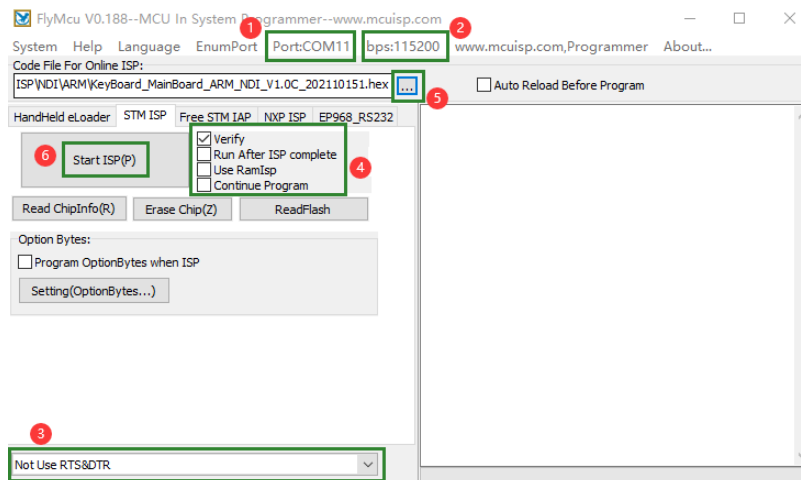 FlyMcu V0.188--MCU In System Programmer--www.mcuisp.com
1 2
System Help Language EnumPort Port:COM11 bps:115200 www.mcuisp.com,Programmer About...
Code File For Online ISP:
ISP\NDI\ARM\KeyBoard_MainBoard_ARM_NDI_V1.0C_202110151.hex ... Auto Reload Before Program
5
HandHeld eLoader STM ISP Free STM IAP NXP ISP EP968_RS232
Verify
6 Start ISP(P) Run After ISP complete
Use RamIsp 4
Continue Program
Read ChipInfo(R) Erase Chip(Z) ReadFlash
Option Bytes:
Program OptionBytes when ISP
Setting(OptionBytes...)
3
Not Use RTS&DTR